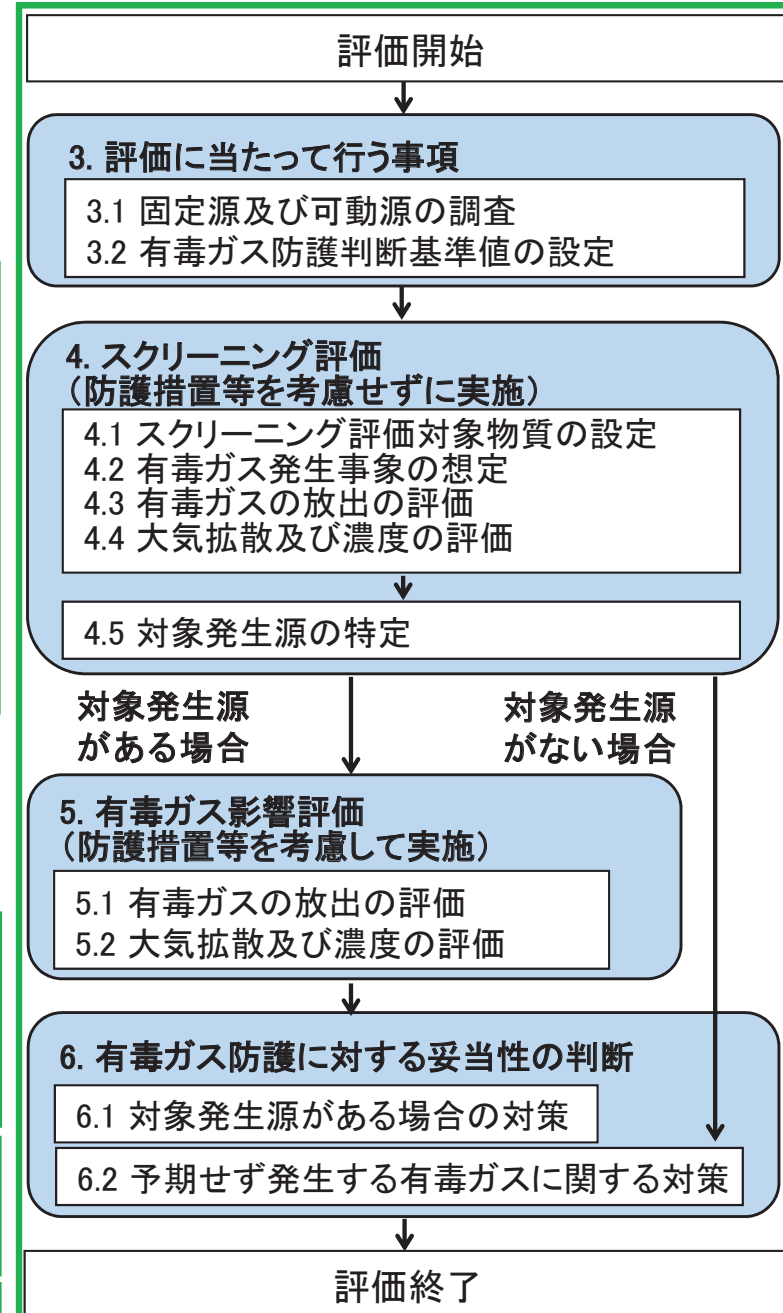 評価開始
3. 評価に当たって行う事項
3.1 固定源及び可動源の調査
3.2 有毒ガス防護判断基準値の設定
4. スクリーニング評価
（防護措置等を考慮せずに実施）
4.1 スクリーニング評価対象物質の設定
4.2 有毒ガス発生事象の想定
4.3 有毒ガスの放出の評価
4.4 大気拡散及び濃度の評価
4.5 対象発生源の特定
対象発生源
がある場合
対象発生源
がない場合
5. 有毒ガス影響評価
（防護措置等を考慮して実施）
5.1 有毒ガスの放出の評価
5.2 大気拡散及び濃度の評価
6. 有毒ガス防護に対する妥当性の判断
6.1 対象発生源がある場合の対策
6.2 予期せず発生する有毒ガスに関する対策
評価終了